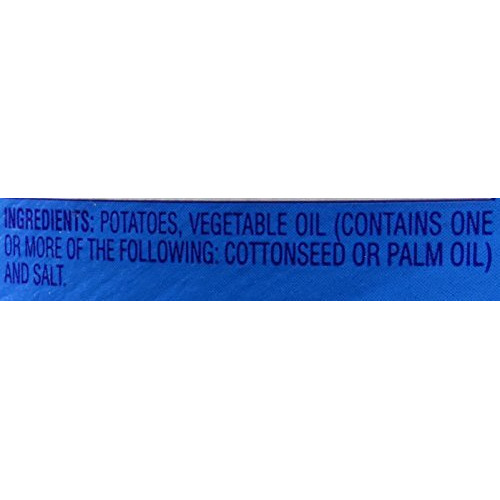 INGREDIENTS: POTATOES, VEGETABLE OIL (CONTAINS ONE
OR MORE OF THE FOLLOWING: COTTONSEED OR PALM OIL)
AND SALT.